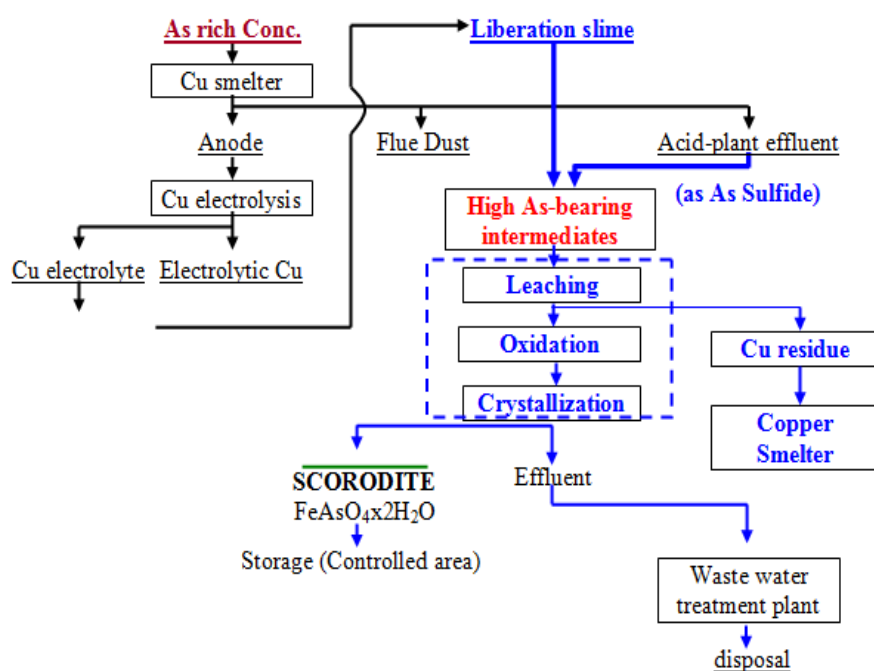 As rich Conc.
Liberation slime
Cu smelter
Anode
Flue Dust
Acid-plant effluent
Cu electrolysis
(as As Sulfide)
High As-bearing
intermediates
Cu electrolyte
Electrolytic Cu
Leaching
Oxidation
Cu residue
Crystallization
Copper
Smelter
SCORODITE
FeAsO₄x2H₂O
Effluent
Storage (Controlled area)
Waste water
treatment plant
disposal